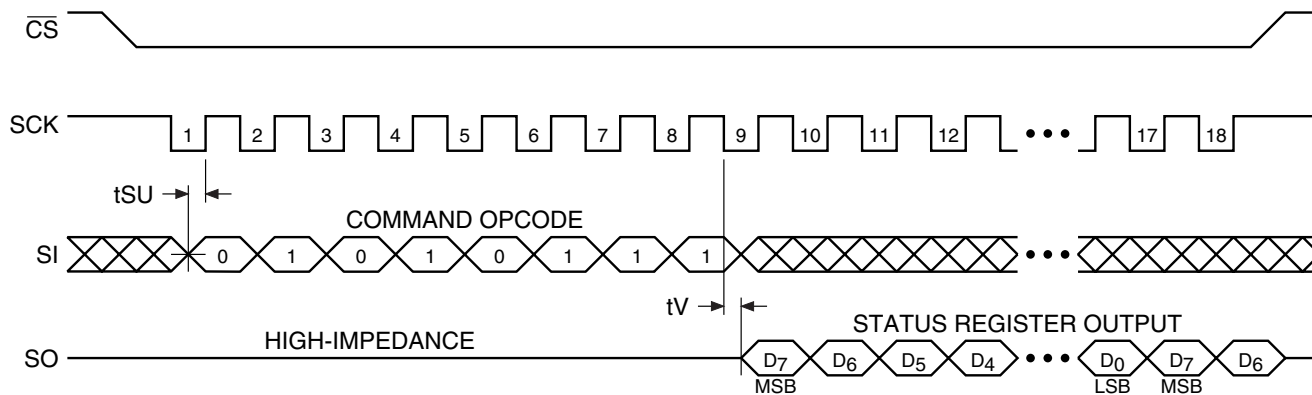 CS
SCK 1 2 3 4 5 6 7 8 9 10 11 12 17 18
tSU
COMMAND OPCODE
SI 0 1 0 1 0 1 1 1
tV
HIGH-IMPEDANCE
STATUS REGISTER OUTPUT
SO D7 D6 D5 D4 D0 D7 D6
MSB LSB MSB